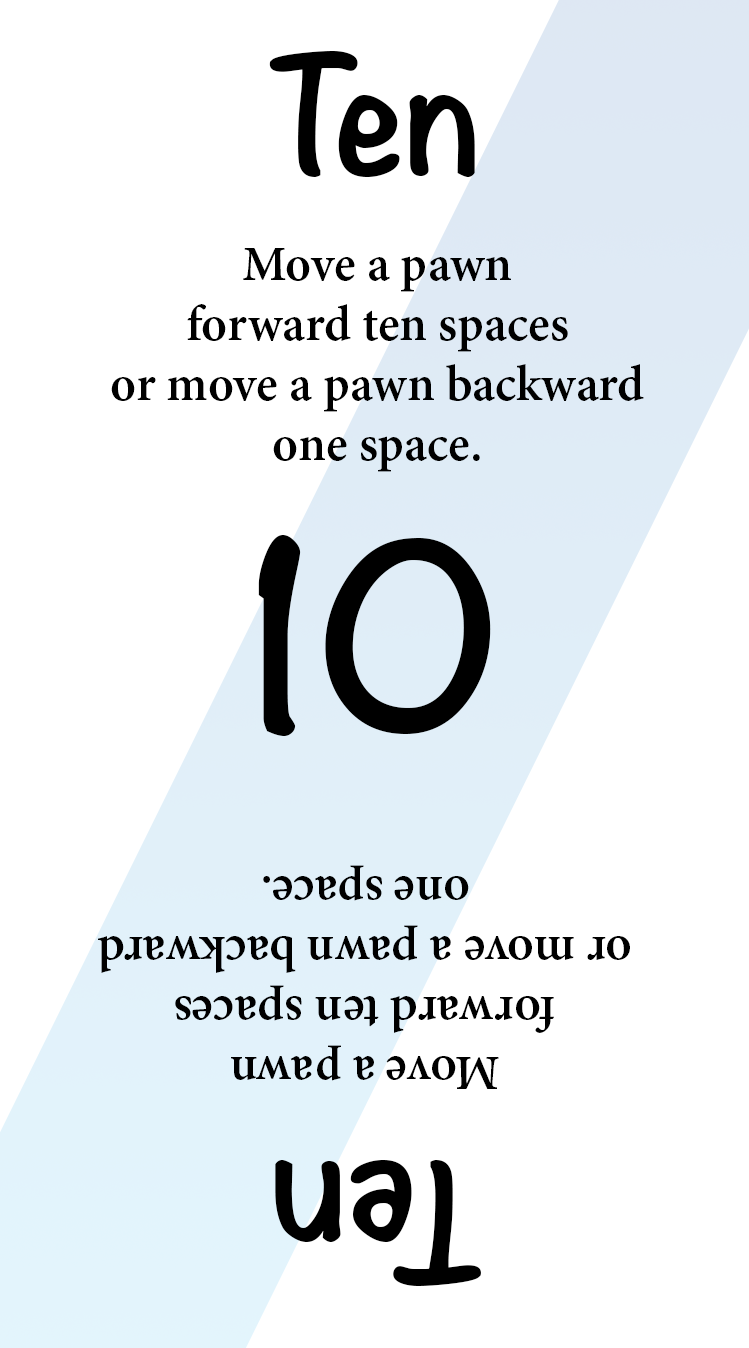 Ten
Move a pawn
forward ten spaces
or move a pawn backward
one space.
10
Ten
Move a pawn
forward ten spaces
or move a pawn backward
one space.